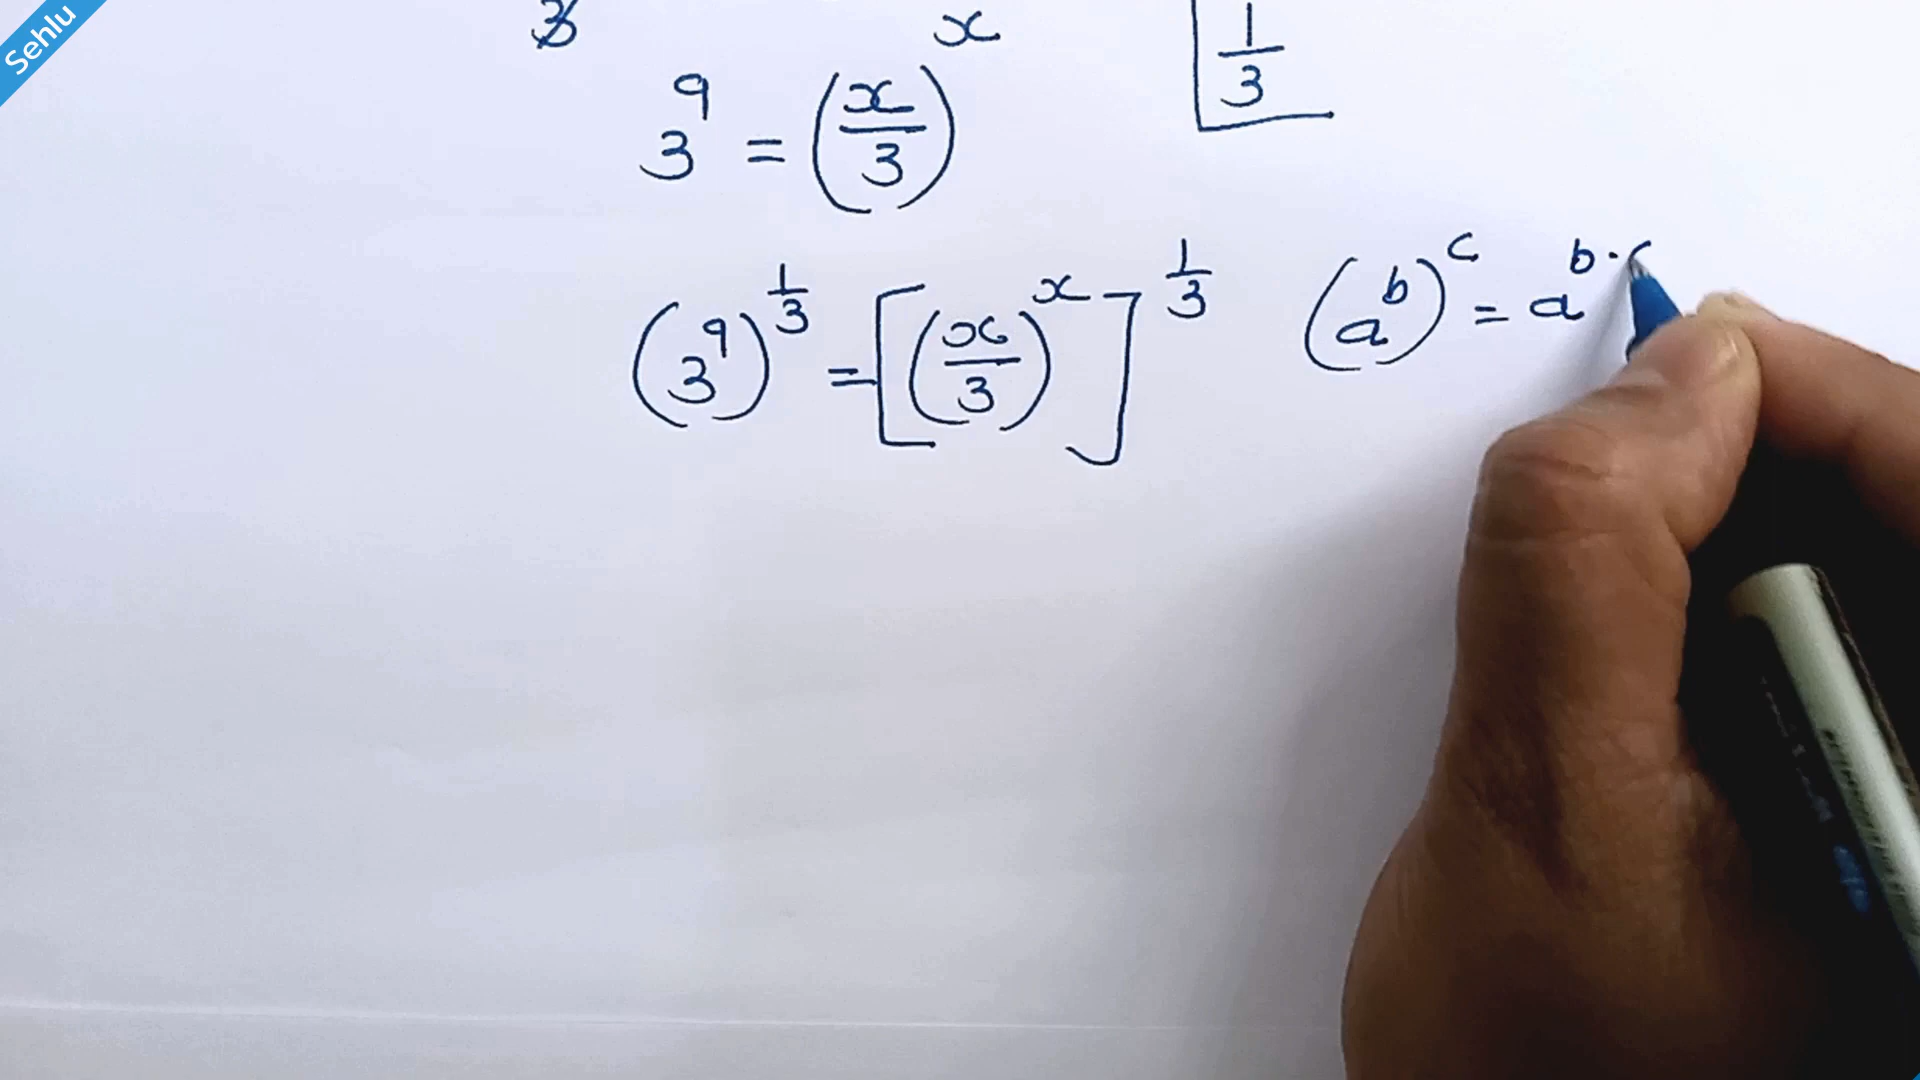 Sehlu
3 x 1/3
3^9 = (x/3)
(3^9)^(1/3) = [(x/3)^x]^(1/3) (a^b)^c = a^(b·c)